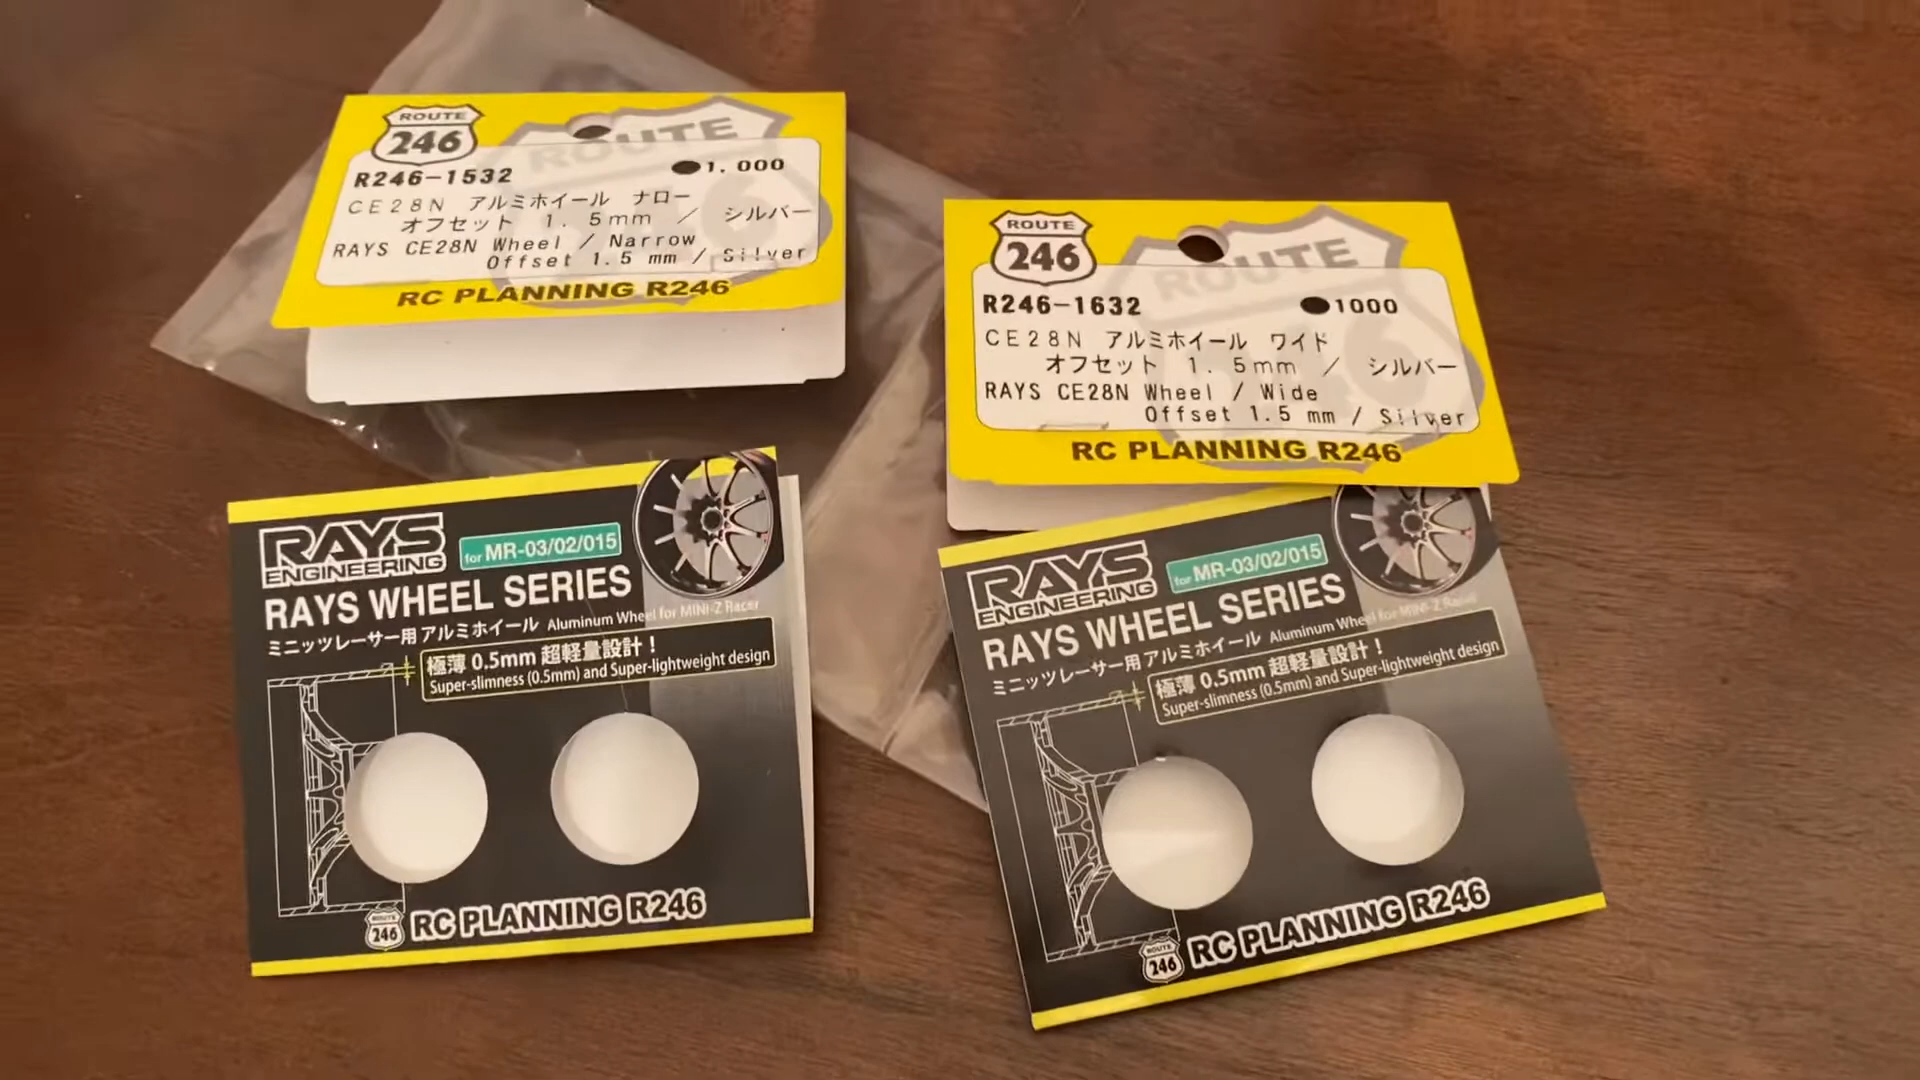 ROUTE
246
R246-1532 ●1.000
CE28N アルミホイール ナロー
オフセット 1.5mm / シルバー
RAYS CE28N Wheel / Narrow
Offset 1.5 mm / Silver
RC PLANNING R246
ROUTE
ROUTE
246
R246-1632 ●1000
CE28N アルミホイール ワイド
オフセット 1.5mm / シルバー
RAYS CE28N Wheel / Wide
Offset 1.5 mm / Silver
RC PLANNING R246
ROUTE
RAYS
ENGINEERING
for MR-03/02/015
RAYS WHEEL SERIES
ミニッツレーサー用 アルミホイール Aluminum Wheel for MINI-Z Racer
極薄 0.5mm 超軽量設計!
Super-slimness (0.5mm) and Super-lightweight design
ROUTE
246
RC PLANNING R246
RAYS
ENGINEERING
for MR-03/02/015
RAYS WHEEL SERIES
ミニッツレーサー用 アルミホイール Aluminum Wheel for MINI-Z Racer
極薄 0.5mm 超軽量設計!
Super-slimness (0.5mm) and Super-lightweight design
ROUTE
246
RC PLANNING R246